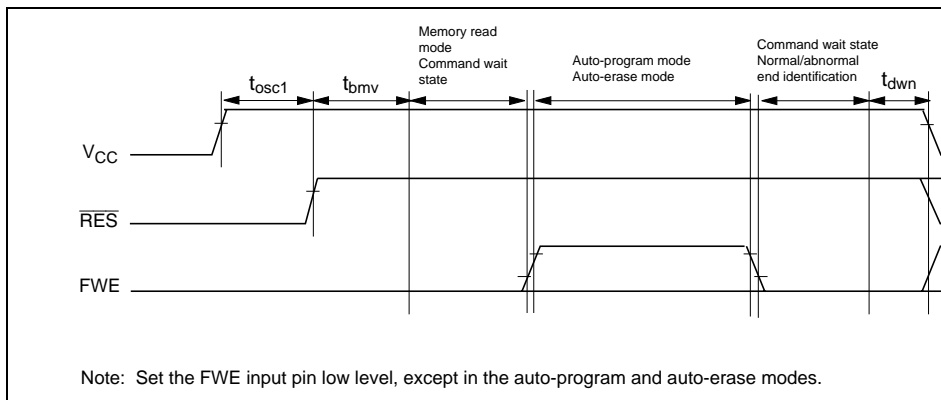 Memory read
mode
Command wait
state
Auto-program mode
Auto-erase mode
Command wait state
Normal/abnormal
end identification
tosc1
tbmv
tdwn
VCC
RES
FWE
Note: Set the FWE input pin low level, except in the auto-program and auto-erase modes.